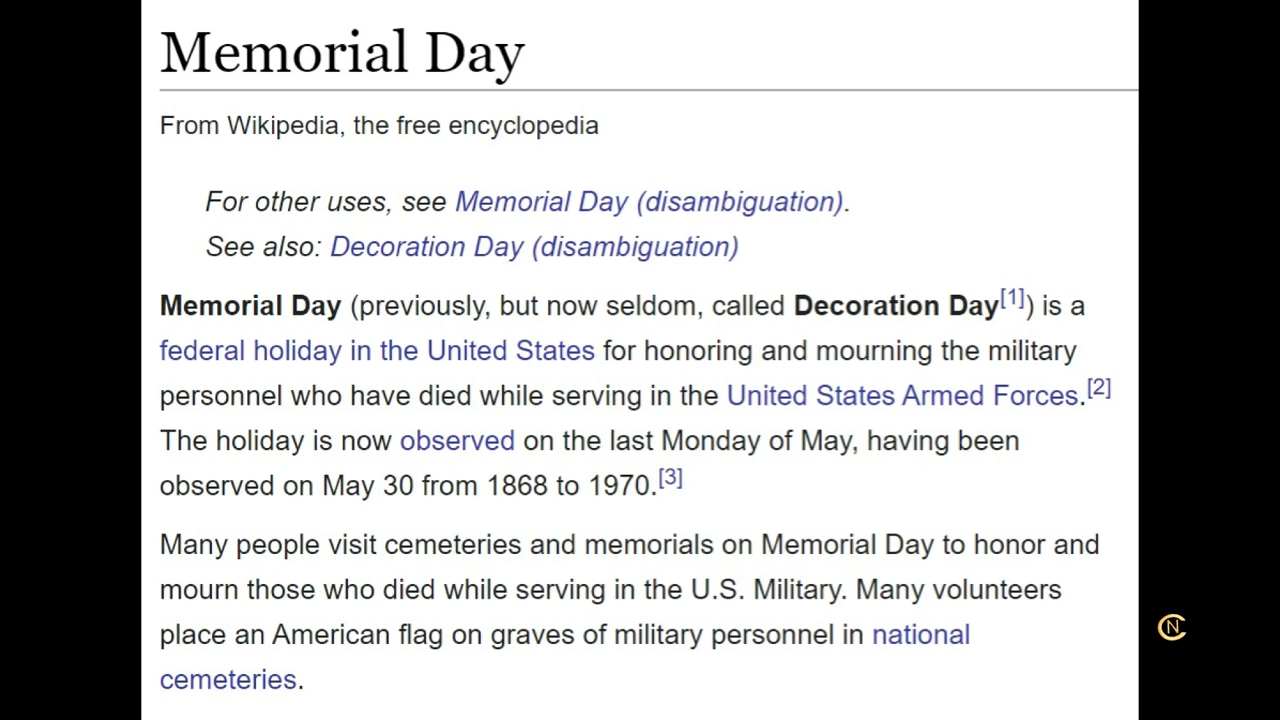 Memorial Day
From Wikipedia, the free encyclopedia
For other uses, see Memorial Day (disambiguation).
See also: Decoration Day (disambiguation)
Memorial Day (previously, but now seldom, called Decoration Day[1]) is a
federal holiday in the United States for honoring and mourning the military
personnel who have died while serving in the United States Armed Forces.[2]
The holiday is now observed on the last Monday of May, having been
observed on May 30 from 1868 to 1970.[3]
Many people visit cemeteries and memorials on Memorial Day to honor and
mourn those who died while serving in the U.S. Military. Many volunteers
place an American flag on graves of military personnel in national
cemeteries.
CN